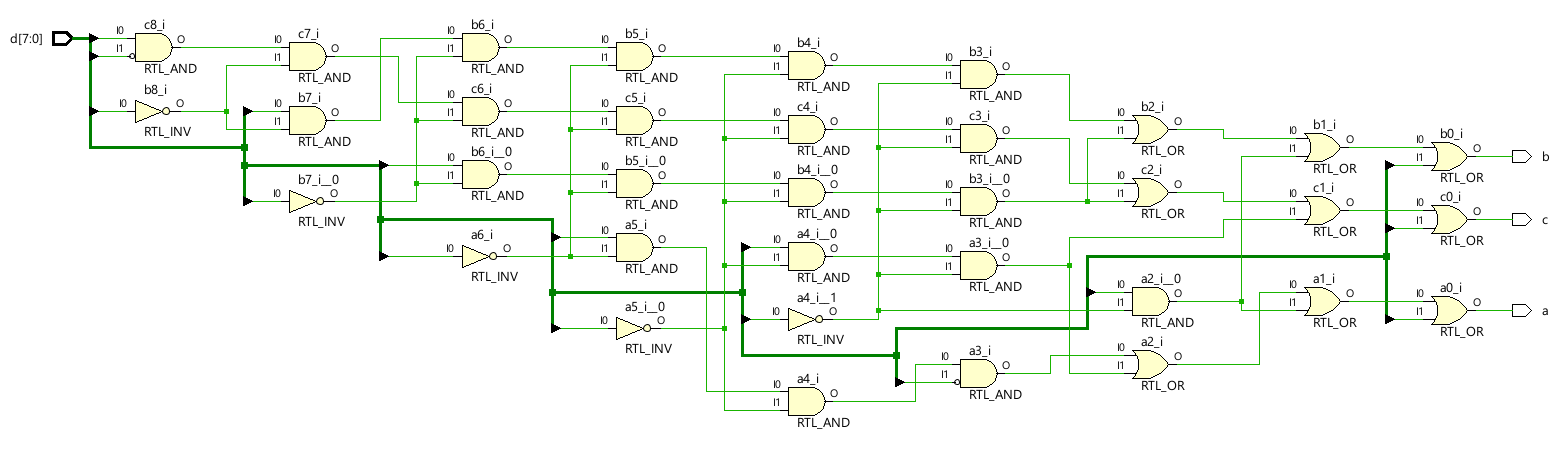 d[7:0]
I0
I1
c8_i
O
RTL_AND
I0
b8_i
O
RTL_INV
I0
I1
c7_i
O
RTL_AND
I0
I1
b7_i
O
RTL_AND
I0
b7_i__0
O
RTL_INV
I0
I1
b6_i
O
RTL_AND
I0
I1
c6_i
O
RTL_AND
I0
I1
b6_i__0
O
RTL_AND
I0
a6_i
O
RTL_INV
I0
I1
b5_i
O
RTL_AND
I0
I1
c5_i
O
RTL_AND
I0
I1
b5_i__0
O
RTL_AND
I0
I1
a5_i
O
RTL_AND
I0
a5_i__0
O
RTL_INV
I0
I1
b4_i
O
RTL_AND
I0
I1
c4_i
O
RTL_AND
I0
I1
b4_i__0
O
RTL_AND
I0
I1
a4_i__0
O
RTL_AND
I0
a4_i__1
O
RTL_INV
I0
I1
a4_i
O
RTL_AND
I0
I1
b3_i
O
RTL_AND
I0
I1
c3_i
O
RTL_AND
I0
I1
b3_i__0
O
RTL_AND
I0
I1
a3_i__0
O
RTL_AND
I0
I1
a3_i
O
RTL_AND
I0
I1
b2_i
O
RTL_OR
I0
I1
c2_i
O
RTL_OR
I0
I1
a2_i__0
O
RTL_AND
I0
I1
a2_i
O
RTL_OR
I0
I1
b1_i
O
RTL_OR
I0
I1
c1_i
O
RTL_OR
I0
I1
a1_i
O
RTL_OR
I0
I1
b0_i
O
RTL_OR
b
I0
I1
c0_i
O
RTL_OR
c
I0
I1
a0_i
O
RTL_OR
a